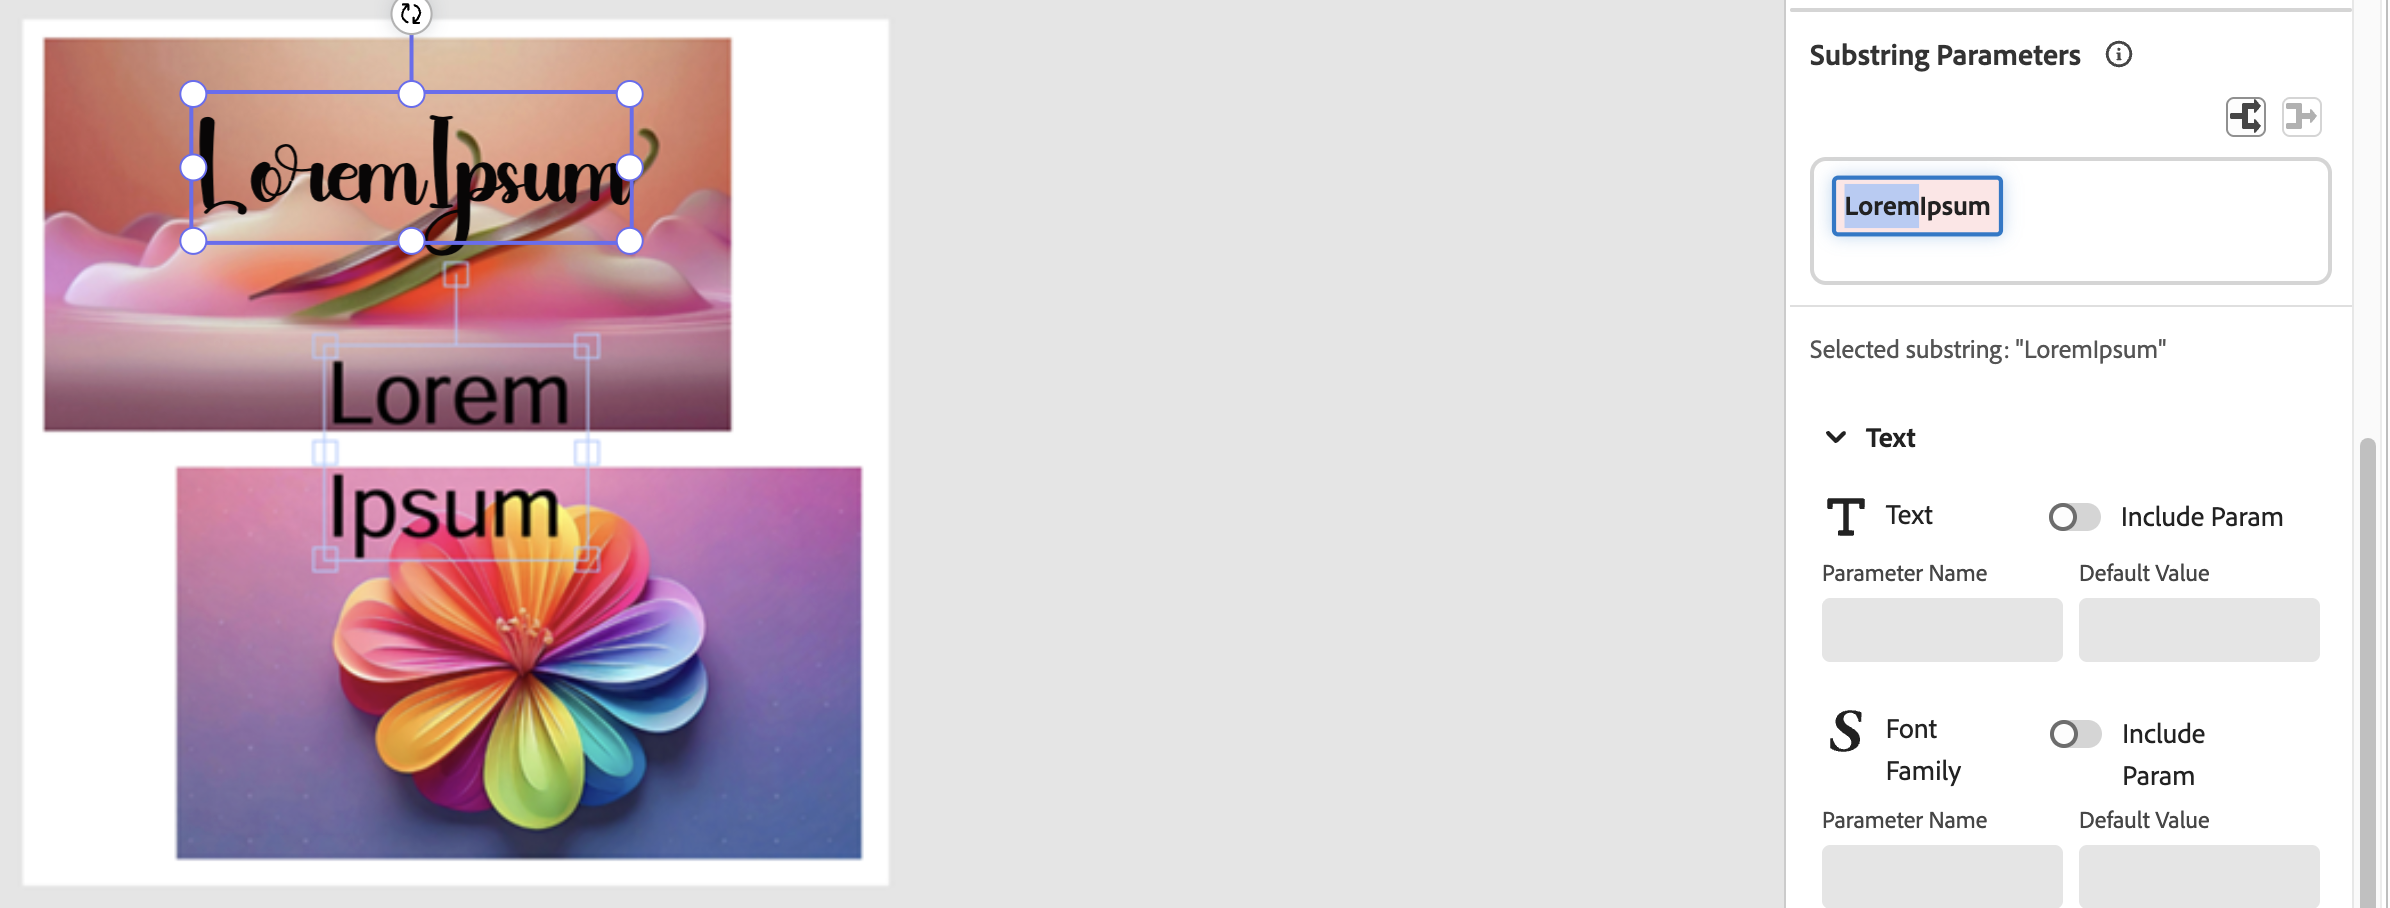 LoremIpsum
Lorem
Ipsum
Substring Parameters
LoremIpsum
Selected substring: "LoremIpsum"
Text
Text
Include Param
Parameter Name
Default Value
Font
Family
Include
Param
Parameter Name
Default Value